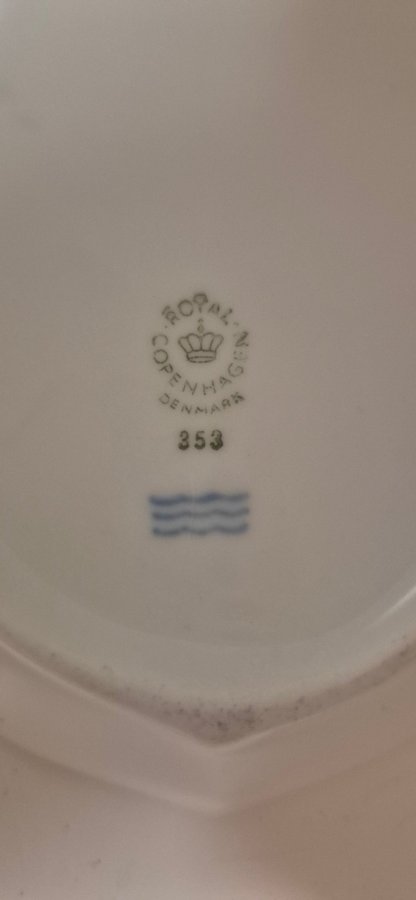 ROYAL
COPENHAGEN
DENMARK
353